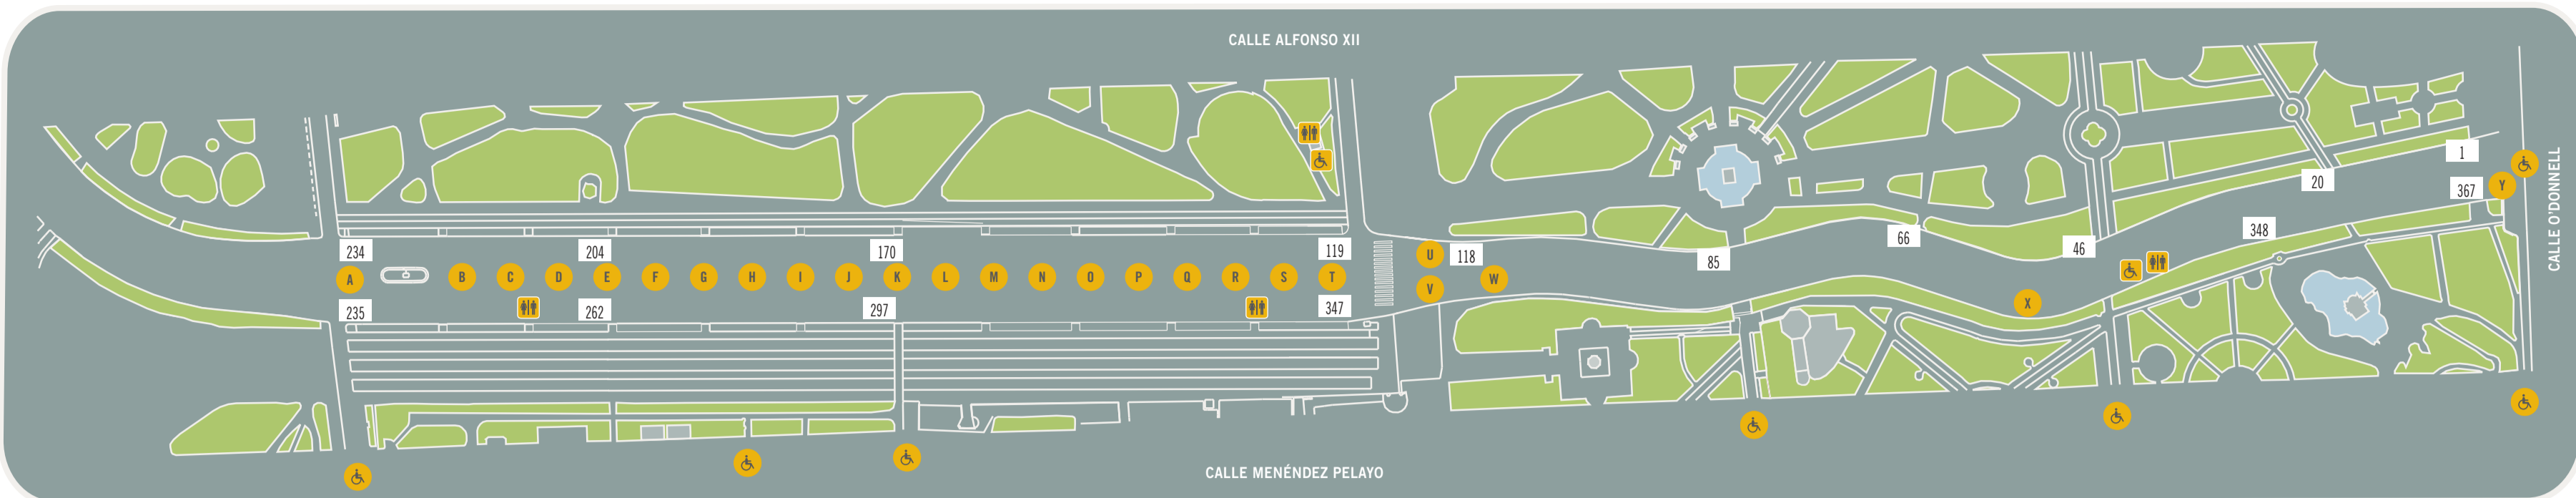 CALLE ALFONSO XII
1
20
367
Y
CALLE O'DONNELL
348
66
46
85
234
204
170
119
U
118
A
B
C
D
E
F
G
H
I
J
K
L
M
N
O
P
Q
R
S
T
V
W
X
235
262
297
347
CALLE MENÉNDEZ PELAYO